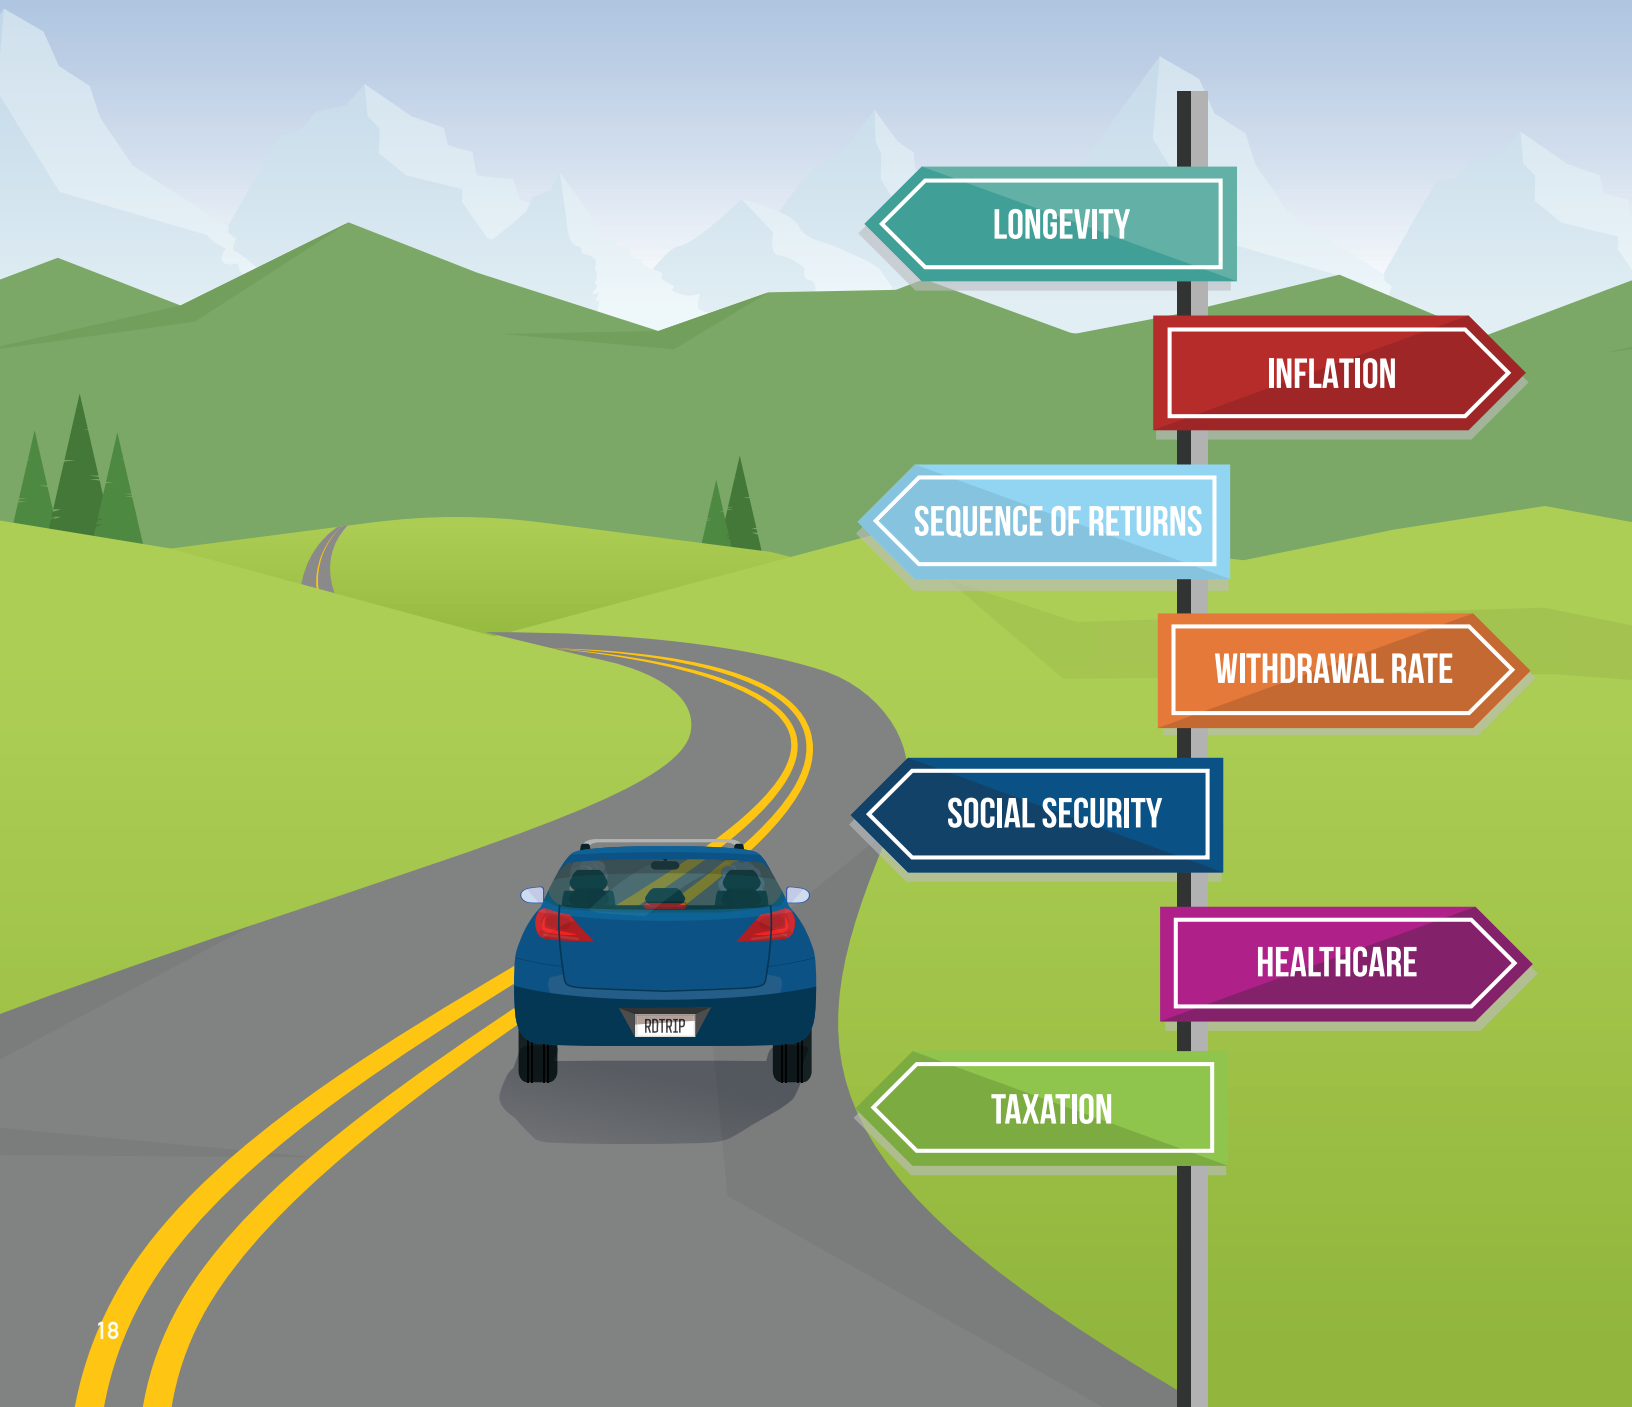 LONGEVITY
INFLATION
SEQUENCE OF RETURNS
WITHDRAWAL RATE
SOCIAL SECURITY
HEALTHCARE
RDTRIP
TAXATION
18